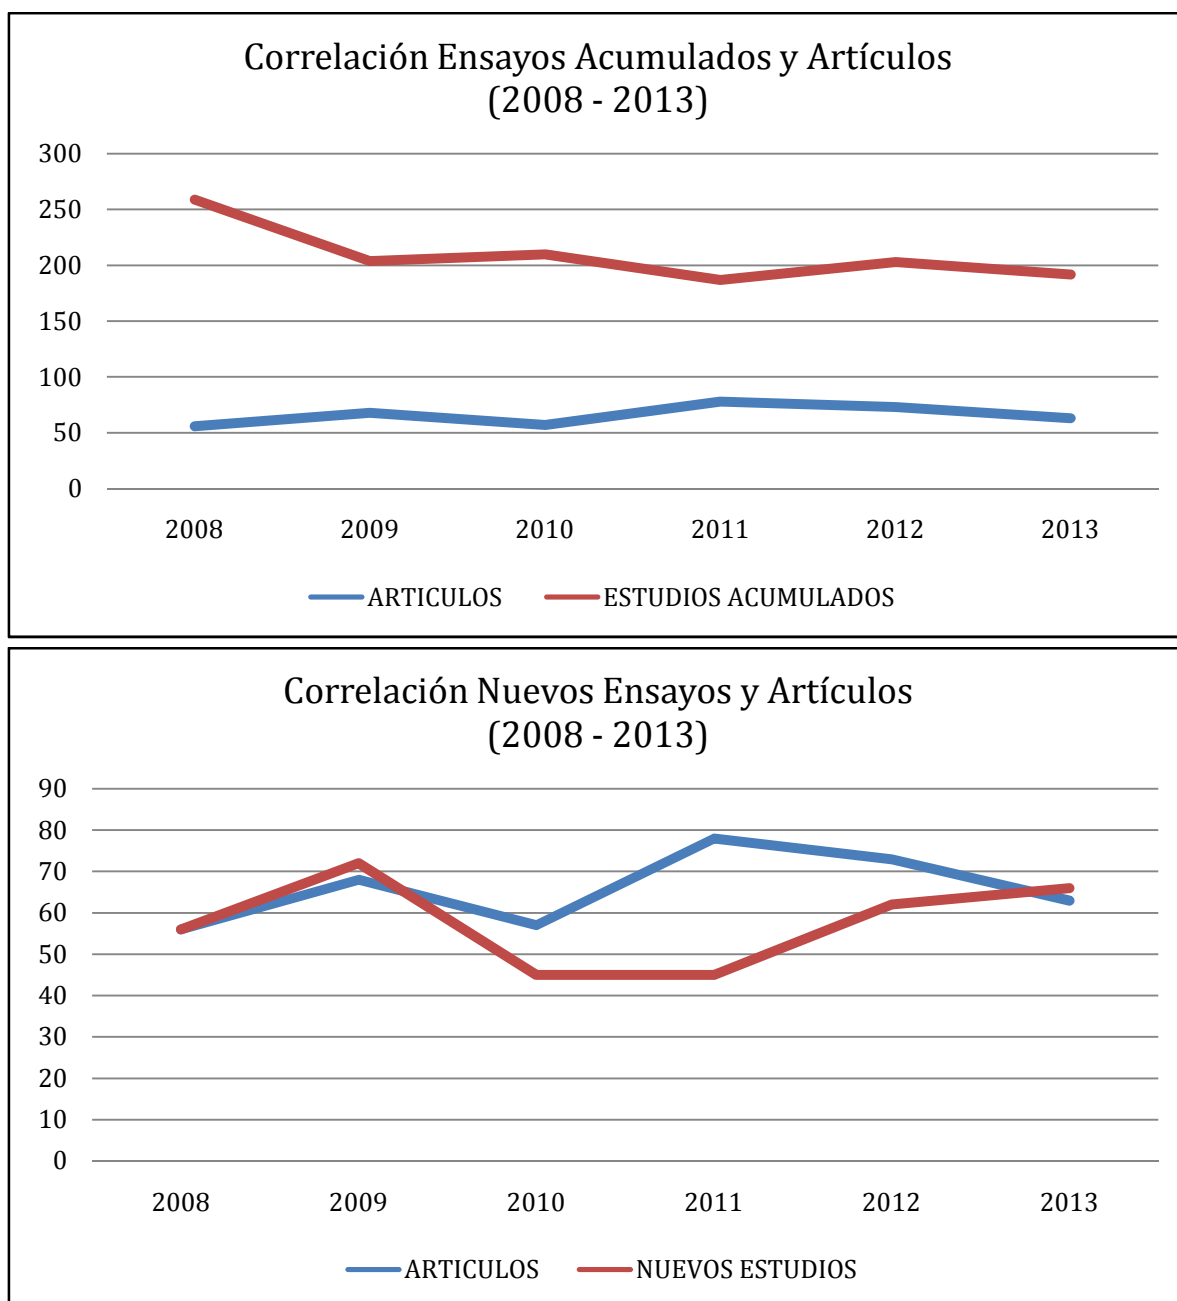 Correlación Ensayos Acumulados y Artículos
(2008 - 2013)
300
250
200
150
100
50
0
2008 2009 2010 2011 2012 2013
ARTICULOS ESTUDIOS ACUMULADOS
Correlación Nuevos Ensayos y Artículos
(2008 - 2013)
90
80
70
60
50
40
30
20
10
0
2008 2009 2010 2011 2012 2013
ARTICULOS NUEVOS ESTUDIOS